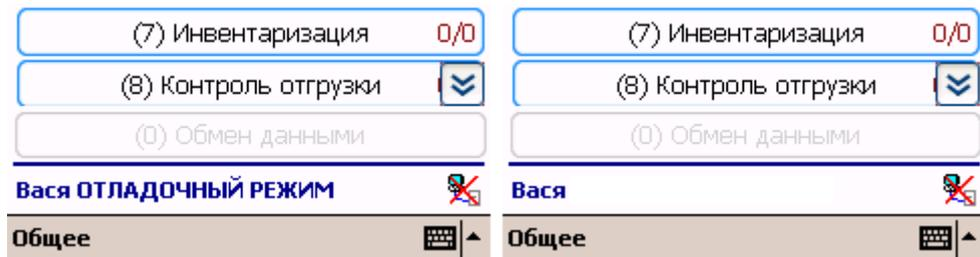 (7) Инвентаризация 0/0
(8) Контроль отгрузки
(0) Обмен данными
Вася ОТЛАДОЧНЫЙ РЕЖИМ
Общее
(7) Инвентаризация 0/0
(8) Контроль отгрузки
(0) Обмен данными
Вася
Общее